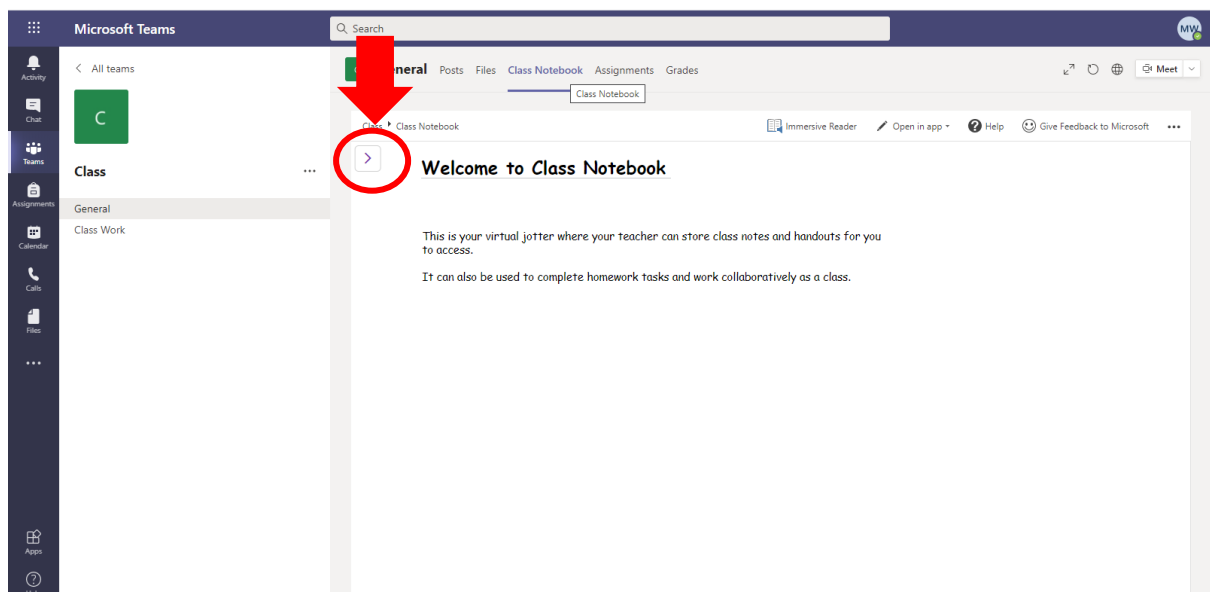 Microsoft Teams
Search
MW
Activity
Chat
Teams
Assignments
Calendar
Calls
Files
Apps
All teams
C
Class
General
Class Work
Posts Files Class Notebook Assignments Grades
Class Notebook
Meet
Class Notebook
Immersive Reader Open in app Help Give Feedback to Microsoft
Welcome to Class Notebook
This is your virtual jotter where your teacher can store class notes and handouts for you
to access.
It can also be used to complete homework tasks and work collaboratively as a class.